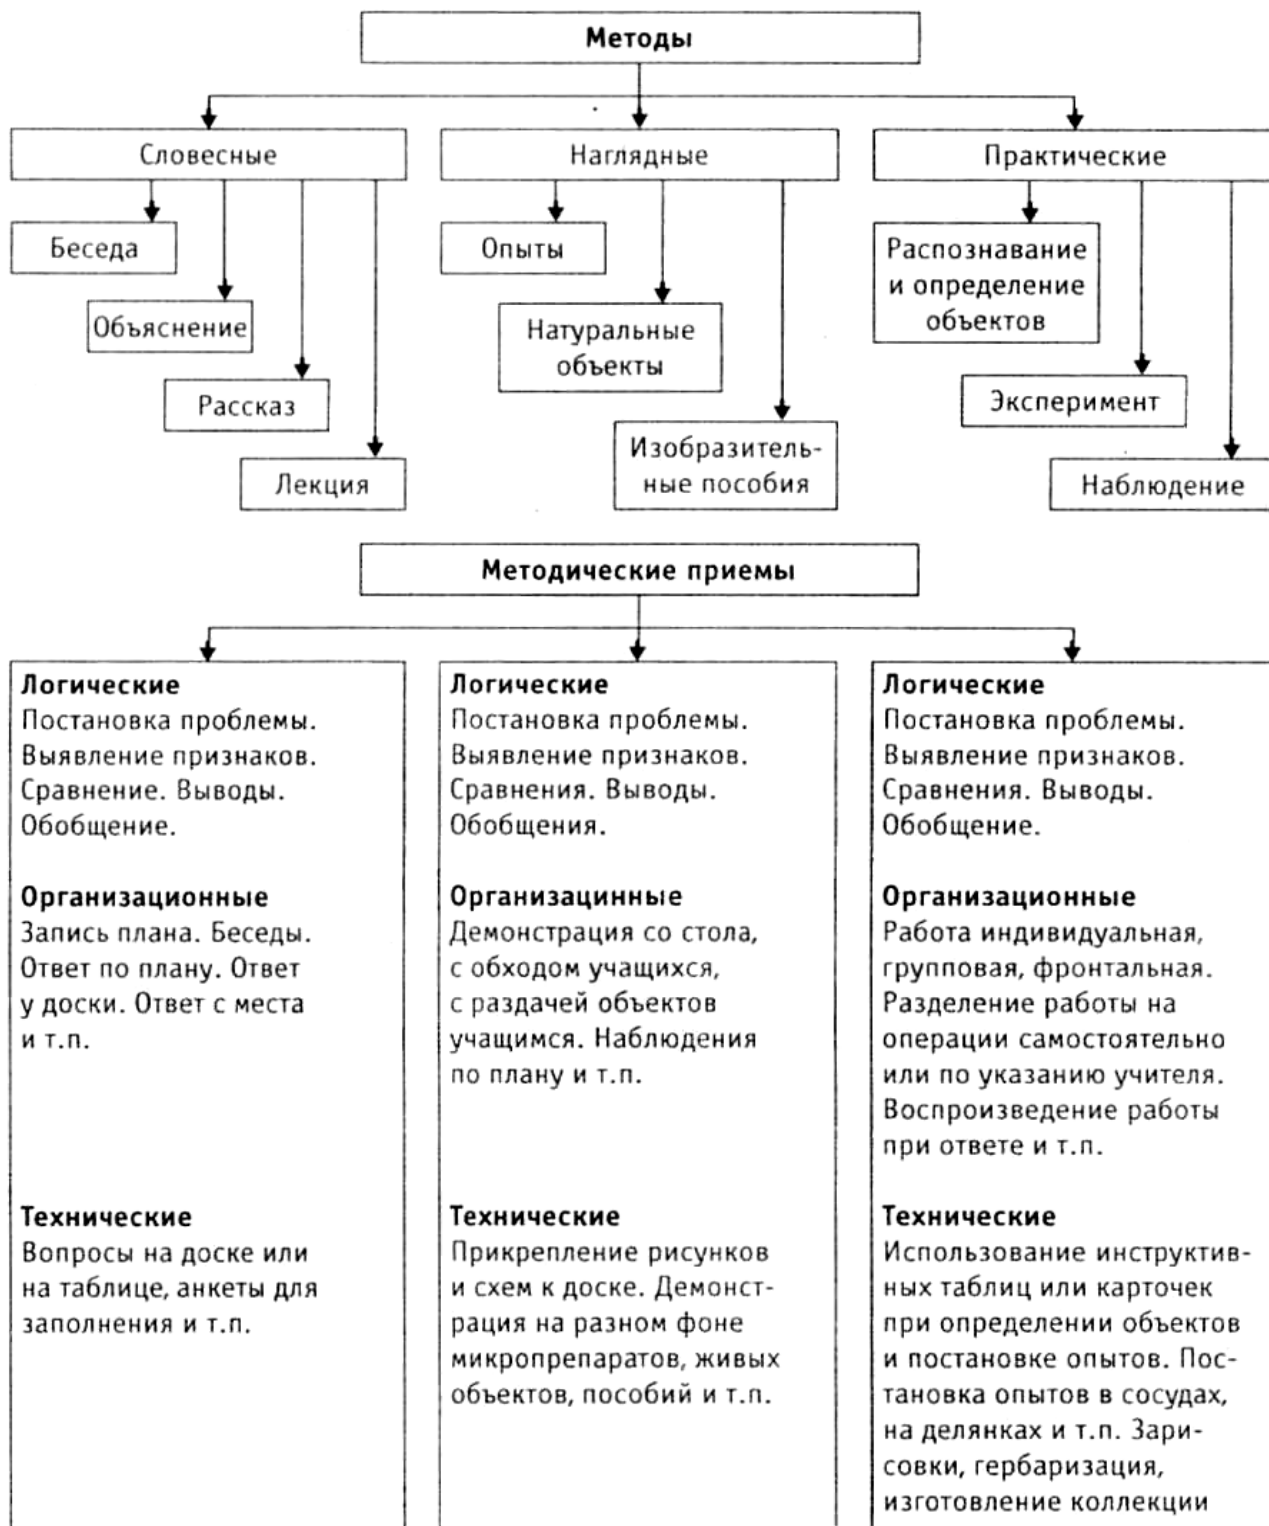 Методы
Словесные
Беседа
Объяснение
Рассказ
Лекция
Наглядные
Опыты
Натуральные
объекты
Изобразитель-
ные пособия
Практические
Распознавание
и определение
объектов
Эксперимент
Наблюдение
Методические приемы
Логические
Постановка проблемы.
Выявление признаков.
Сравнение. Выводы.
Обобщение.
Организационные
Запись плана. Беседы.
Ответ по плану. Ответ
у доски. Ответ с места
и т.п.
Технические
Вопросы на доске или
на таблице, анкеты для
заполнения и т.п.
Логические
Постановка проблемы.
Выявление признаков.
Сравнения. Выводы.
Обобщения.
Организацинные
Демонстрация со стола,
с обходом учащихся,
с раздачей объектов
учащимся. Наблюдения
по плану и т.п.
Технические
Прикрепление рисунков
и схем к доске. Демонст-
рация на разном фоне
микропрепаратов, живых
объектов, пособий и т.п.
Логические
Постановка проблемы.
Выявление признаков.
Сравнения. Выводы.
Обобщение.
Организационные
Работа индивидуальная,
групповая, фронтальная.
Разделение работы на
операции самостоятельно
или по указанию учителя.
Воспроизведение работы
при ответе и т.п.
Технические
Использование инструктив-
ных таблиц или карточек
при определении объектов
и постановке опытов. Пос-
тановка опытов в сосудах,
на делянках и т.п. Зари-
совки, гербаризация,
изготовление коллекции